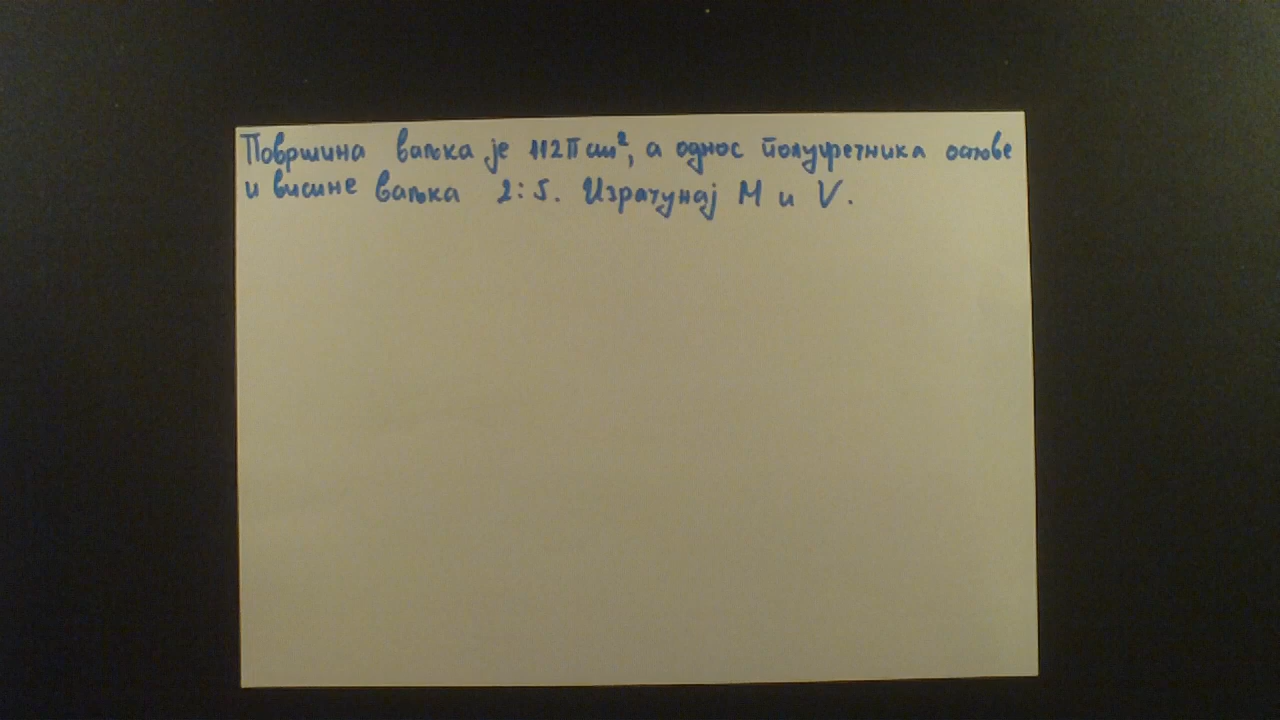 Површина ваљка је 112π cm², а однос полупречника основе
и висине ваљка 2:5. Израчунај M и V.